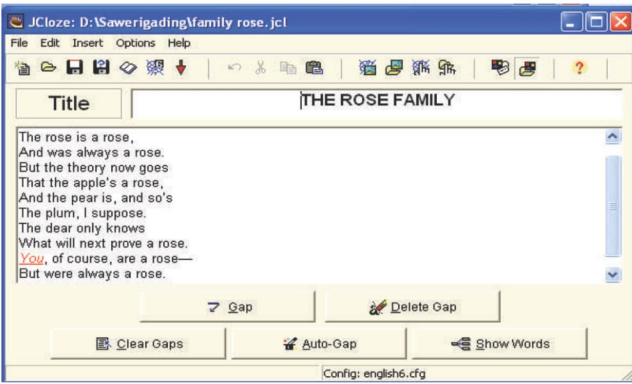 JCloze: D:\Sawerigading\family rose.jcl
File Edit Insert Options Help
Title THE ROSE FAMILY
The rose is a rose,
And was always a rose.
But the theory now goes
That the apple's a rose,
And the pear is, and so's
The plum, I suppose.
The dear only knows
What will next prove a rose.
You, of course, are a rose—
But were always a rose.
Gap Delete Gap
Clear Gaps Auto-Gap Show Words
Config: english6.cfg